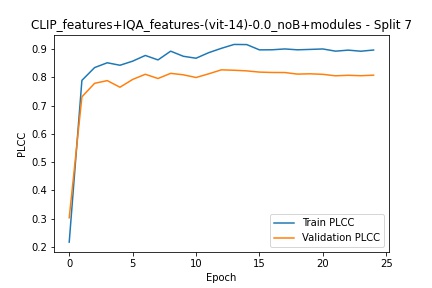 CLIP_features+IQA_features-(vit-14)-0.0_noB+modules - Split 7
PLCC
0.9
0.8
0.7
0.6
0.5
0.4
0.3
0.2
Train PLCC
Validation PLCC
0 5 10 15 20 25
Epoch